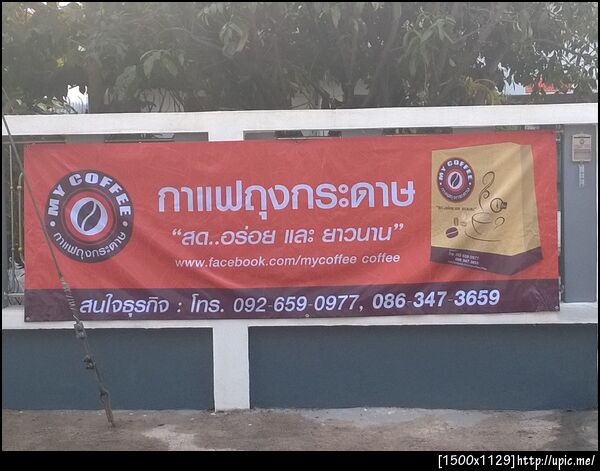 MY COFFEE
กาแฟถุงกระดาษ
กาแฟถุงกระดาษ
“สด..อร่อย และ ยาวนาน”
www.facebook.com/mycoffee coffee
สนใจธุรกิจ : โทร. 092-659-0977, 086-347-3659
MY COFFEE
[1500x1129]http://upic.me/